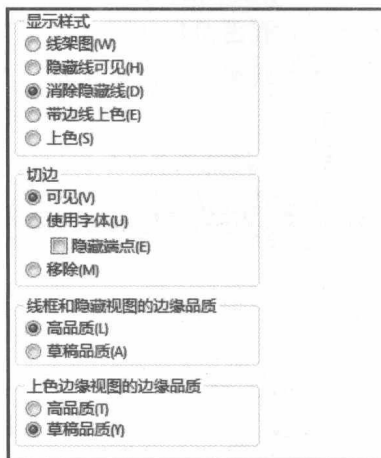 显示样式
线架图(W)
隐藏线可见(H)
消除隐藏线(D)
带边线上色(E)
上色(S)
切边
可见(V)
使用字体(U)
隐藏端点(E)
移除(M)
线框和隐藏视图的边缘品质
高品质(L)
草稿品质(A)
上色边缘视图的边缘品质
高品质(T)
草稿品质(Y)